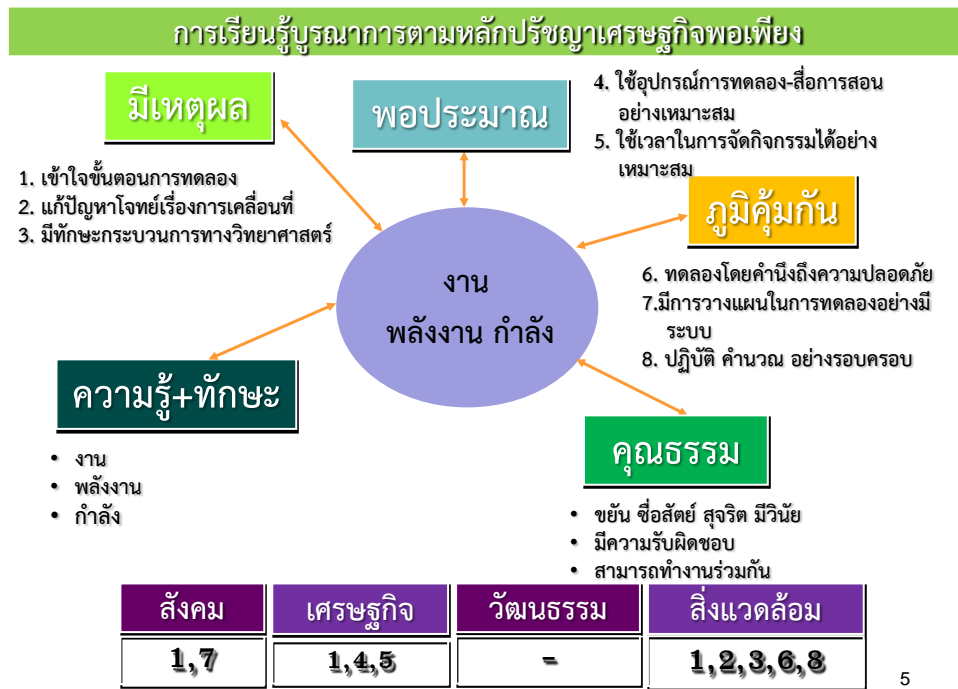 การเรียนรู้บูรณาการตามหลักปรัชญาเศรษฐกิจพอเพียง
มีเหตุผล
1. เข้าใจขั้นตอนการทดลอง
2. แก้ปัญหาโจทย์เรื่องการเคลื่อนที่
3. มีทักษะกระบวนการทางวิทยาศาสตร์
พอประมาณ
4. ใช้อุปกรณ์การทดลอง-สื่อการสอน
อย่างเหมาะสม
5. ใช้เวลาในการจัดกิจกรรมได้อย่าง
เหมาะสม
ภูมิคุ้มกัน
6. ทดลองโดยคำนึงถึงความปลอดภัย
7.มีการวางแผนในการทดลองอย่างมี
ระบบ
8. ปฏิบัติ คำนวณ อย่างรอบครอบ
งาน
พลังงาน กำลัง
ความรู้+ทักษะ
• งาน
• พลังงาน
• กำลัง
คุณธรรม
• ขยัน ซื่อสัตย์ สุจริต มีวินัย
• มีความรับผิดชอบ
• สามารถทำงานร่วมกัน
สังคม เศรษฐกิจ วัฒนธรรม สิ่งแวดล้อม
1,7 1,4,5 - 1,2,3,6,8
5